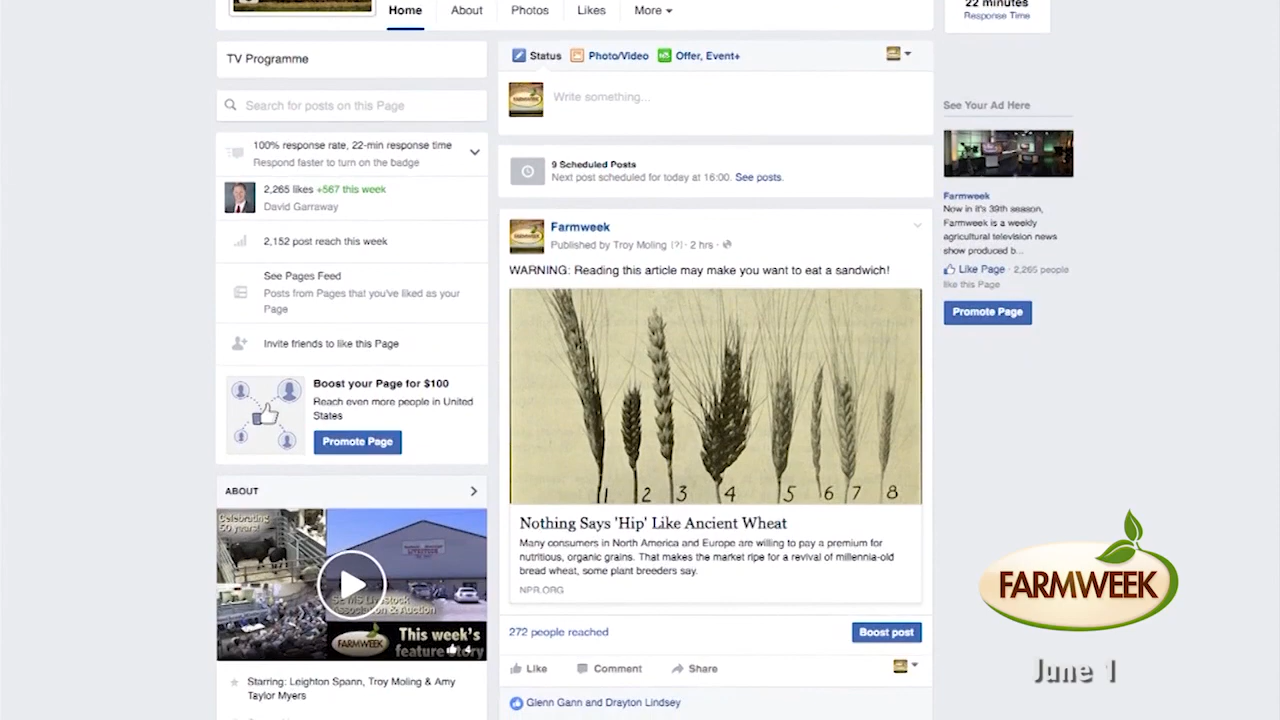 Home About Photos Likes More
22 minutes
Response Time
TV Programme
Search for posts on this Page
100% response rate, 22-min response time
Respond faster to turn on the badge
2,265 likes +567 this week
David Garraway
2,152 post reach this week
See Pages Feed
Posts from Pages that you've liked as your
Page
Invite friends to like this Page
Boost your Page for $100
Reach even more people in United
States
Promote Page
ABOUT
Celebrating
50 years!
SE MS Livestock
Association & Auction
FARMWEEK
This week's
feature story
4
Starring: Leighton Spann, Troy Moling & Amy
Taylor Myers
Status Photo/Video Offer, Event+
FARMWEEK
Write something...
9 Scheduled Posts
Next post scheduled for today at 16:00. See posts.
FARMWEEK
Farmweek
Published by Troy Moling [?] · 2 hrs ·
WARNING: Reading this article may make you want to eat a sandwich!
1 2 3 4 5 6 7 8
Nothing Says 'Hip' Like Ancient Wheat
Many consumers in North America and Europe are willing to pay a premium for
nutritious, organic grains. That makes the market ripe for a revival of millennia-old
bread wheat, some plant breeders say.
NPR.ORG
272 people reached
Boost post
Like Comment Share
Glenn Gann and Drayton Lindsey
See Your Ad Here
Farmweek
Now in it's 39th season,
Farmweek is a weekly
agricultural television news
show produced b...
Like Page · 2,265 people
like this Page
Promote Page
FARMWEEK
June 1